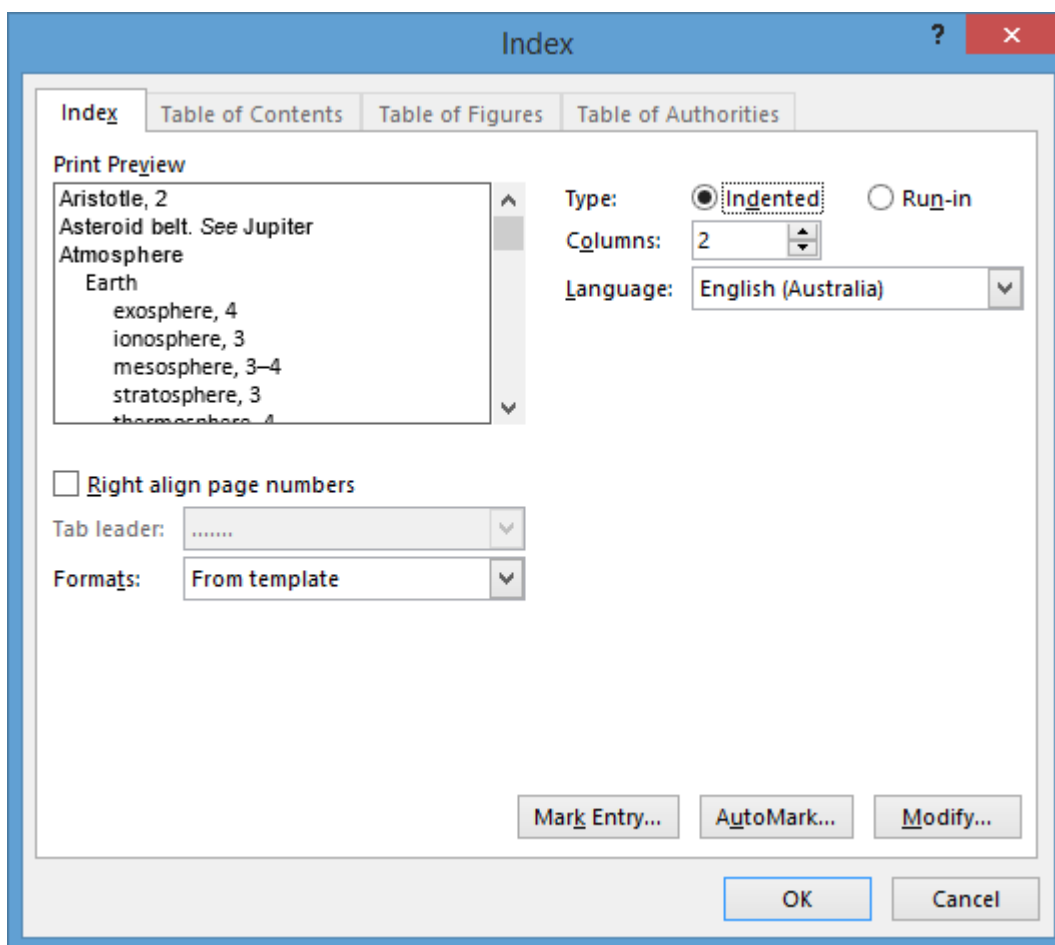 Index
?
Index
Table of Contents
Table of Figures
Table of Authorities
Print Preview
Aristotle, 2
Asteroid belt. See Jupiter
Atmosphere
Earth
exosphere, 4
ionosphere, 3
mesosphere, 3–4
stratosphere, 3
thermosphere, 4
Type: Indented Run-in
Columns: 2
Language: English (Australia)
Right align page numbers
Tab leader: .......
Formats: From template
Mark Entry... AutoMark... Modify...
OK Cancel